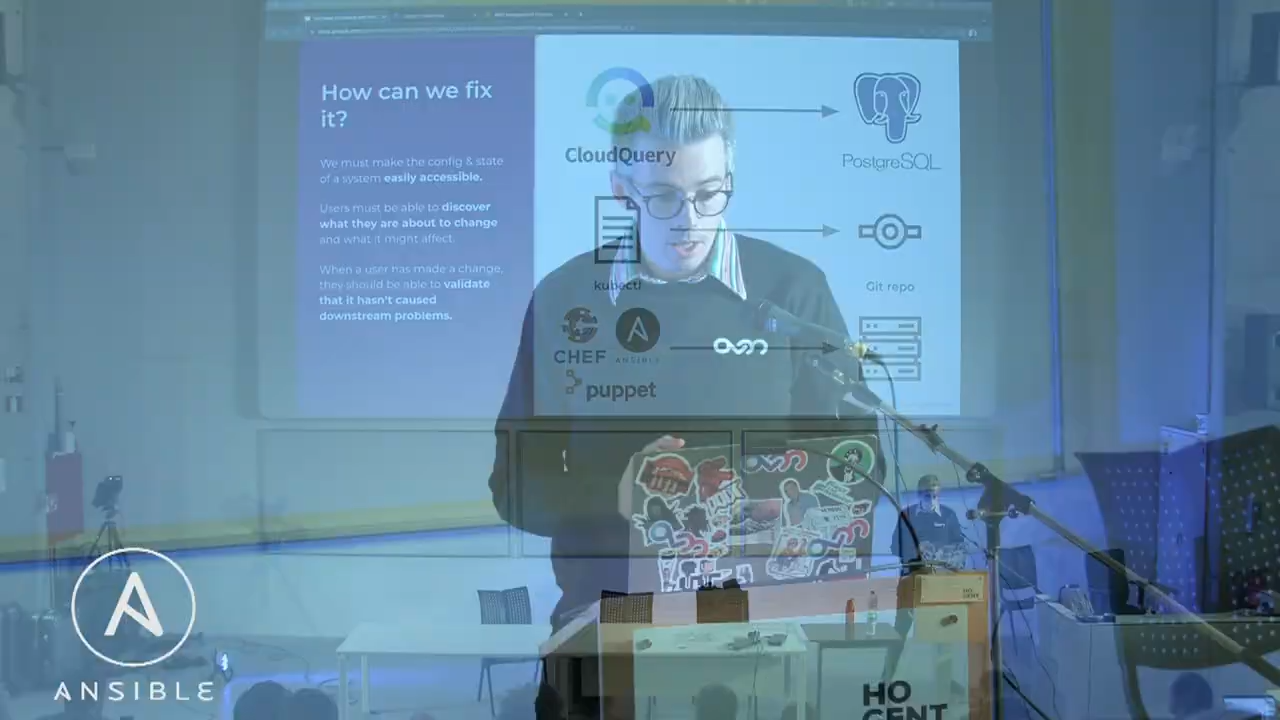 How can we fix
it?
We must make the config & state
of a system easily accessible.
Users must be able to discover
what they are about to change
and what it might affect.
When a user has made a change,
they should be able to validate
that it hasn't caused
downstream problems.
CloudQuery
PostgreSQL
kubectl
Git repo
CHEF
ANSIBLE
puppet
ANSIBLE
HO
GENT